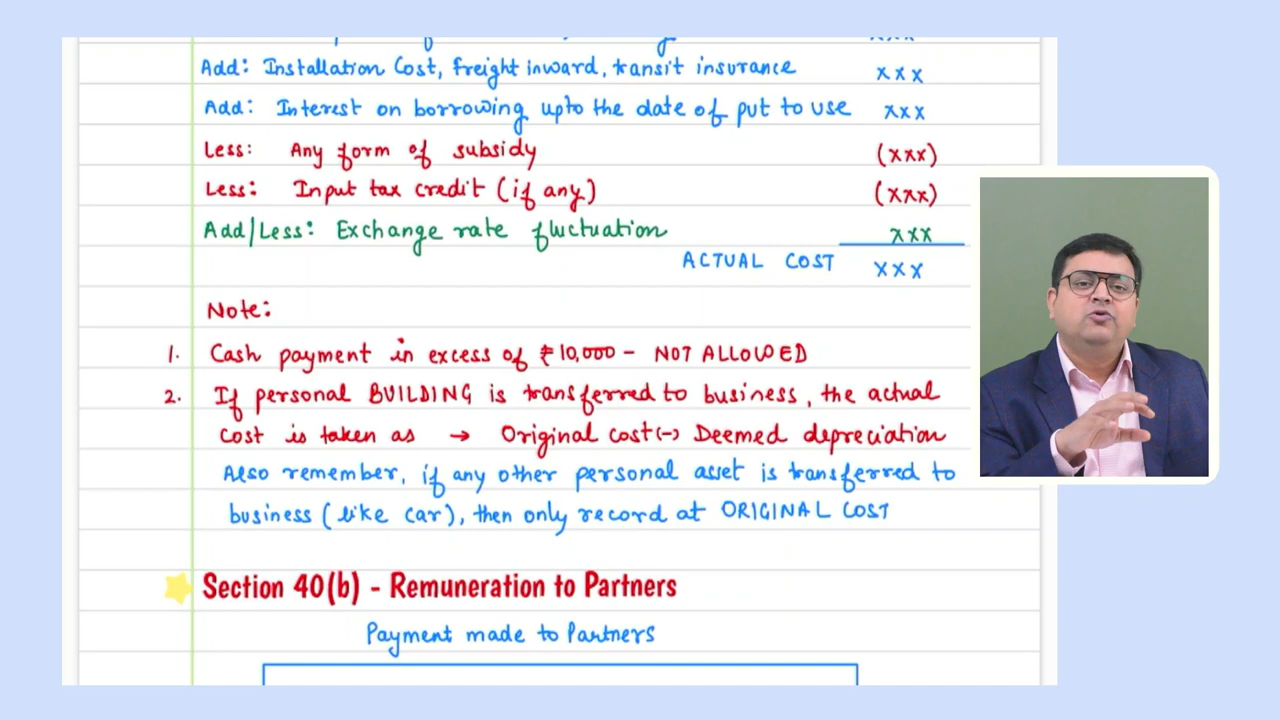 xxx
Add: Installation Cost, freight inward, transit insurance xxx
Add: Interest on borrowing upto the date of put to use xxx
Less: Any form of subsidy (xxx)
Less: Input tax credit (if any) (xxx)
Add/Less: Exchange rate fluctuation xxx
ACTUAL COST xxx
Note:
1. Cash payment in excess of ₹10,000 - NOT ALLOWED
2. If personal BUILDING is transferred to business, the actual
cost is taken as → Original cost (-) Deemed depreciation
Also remember, if any other personal asset is transferred to
business (like car), then only record at ORIGINAL COST
Section 40(b) - Remuneration to Partners
Payment made to Partners